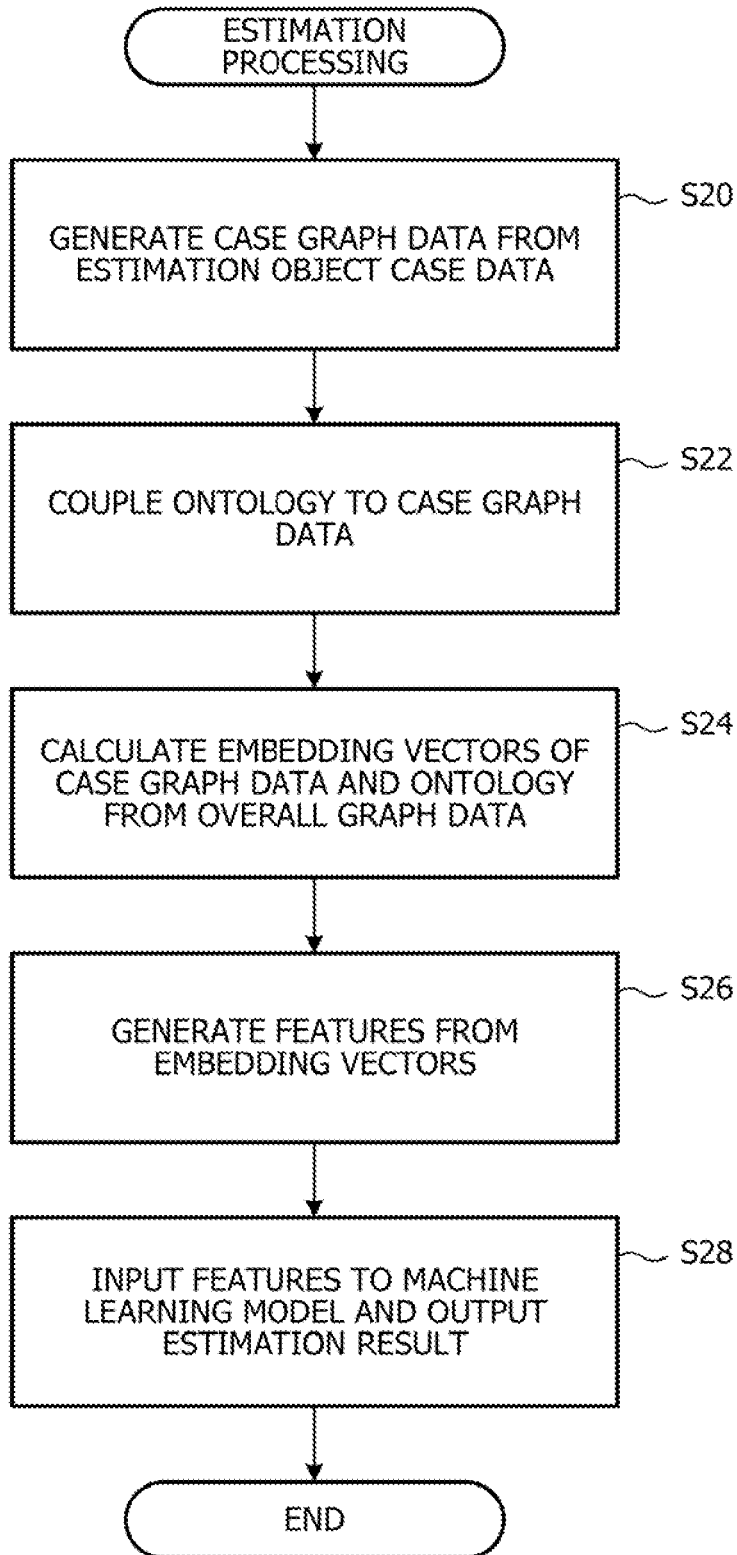 ESTIMATION
PROCESSING
S20
GENERATE CASE GRAPH DATA FROM
ESTIMATION OBJECT CASE DATA
S22
COUPLE ONTOLOGY TO CASE GRAPH
DATA
S24
CALCULATE EMBEDDING VECTORS OF
CASE GRAPH DATA AND ONTOLOGY
FROM OVERALL GRAPH DATA
S26
GENERATE FEATURES FROM
EMBEDDING VECTORS
S28
INPUT FEATURES TO MACHINE
LEARNING MODEL AND OUTPUT
ESTIMATION RESULT
END